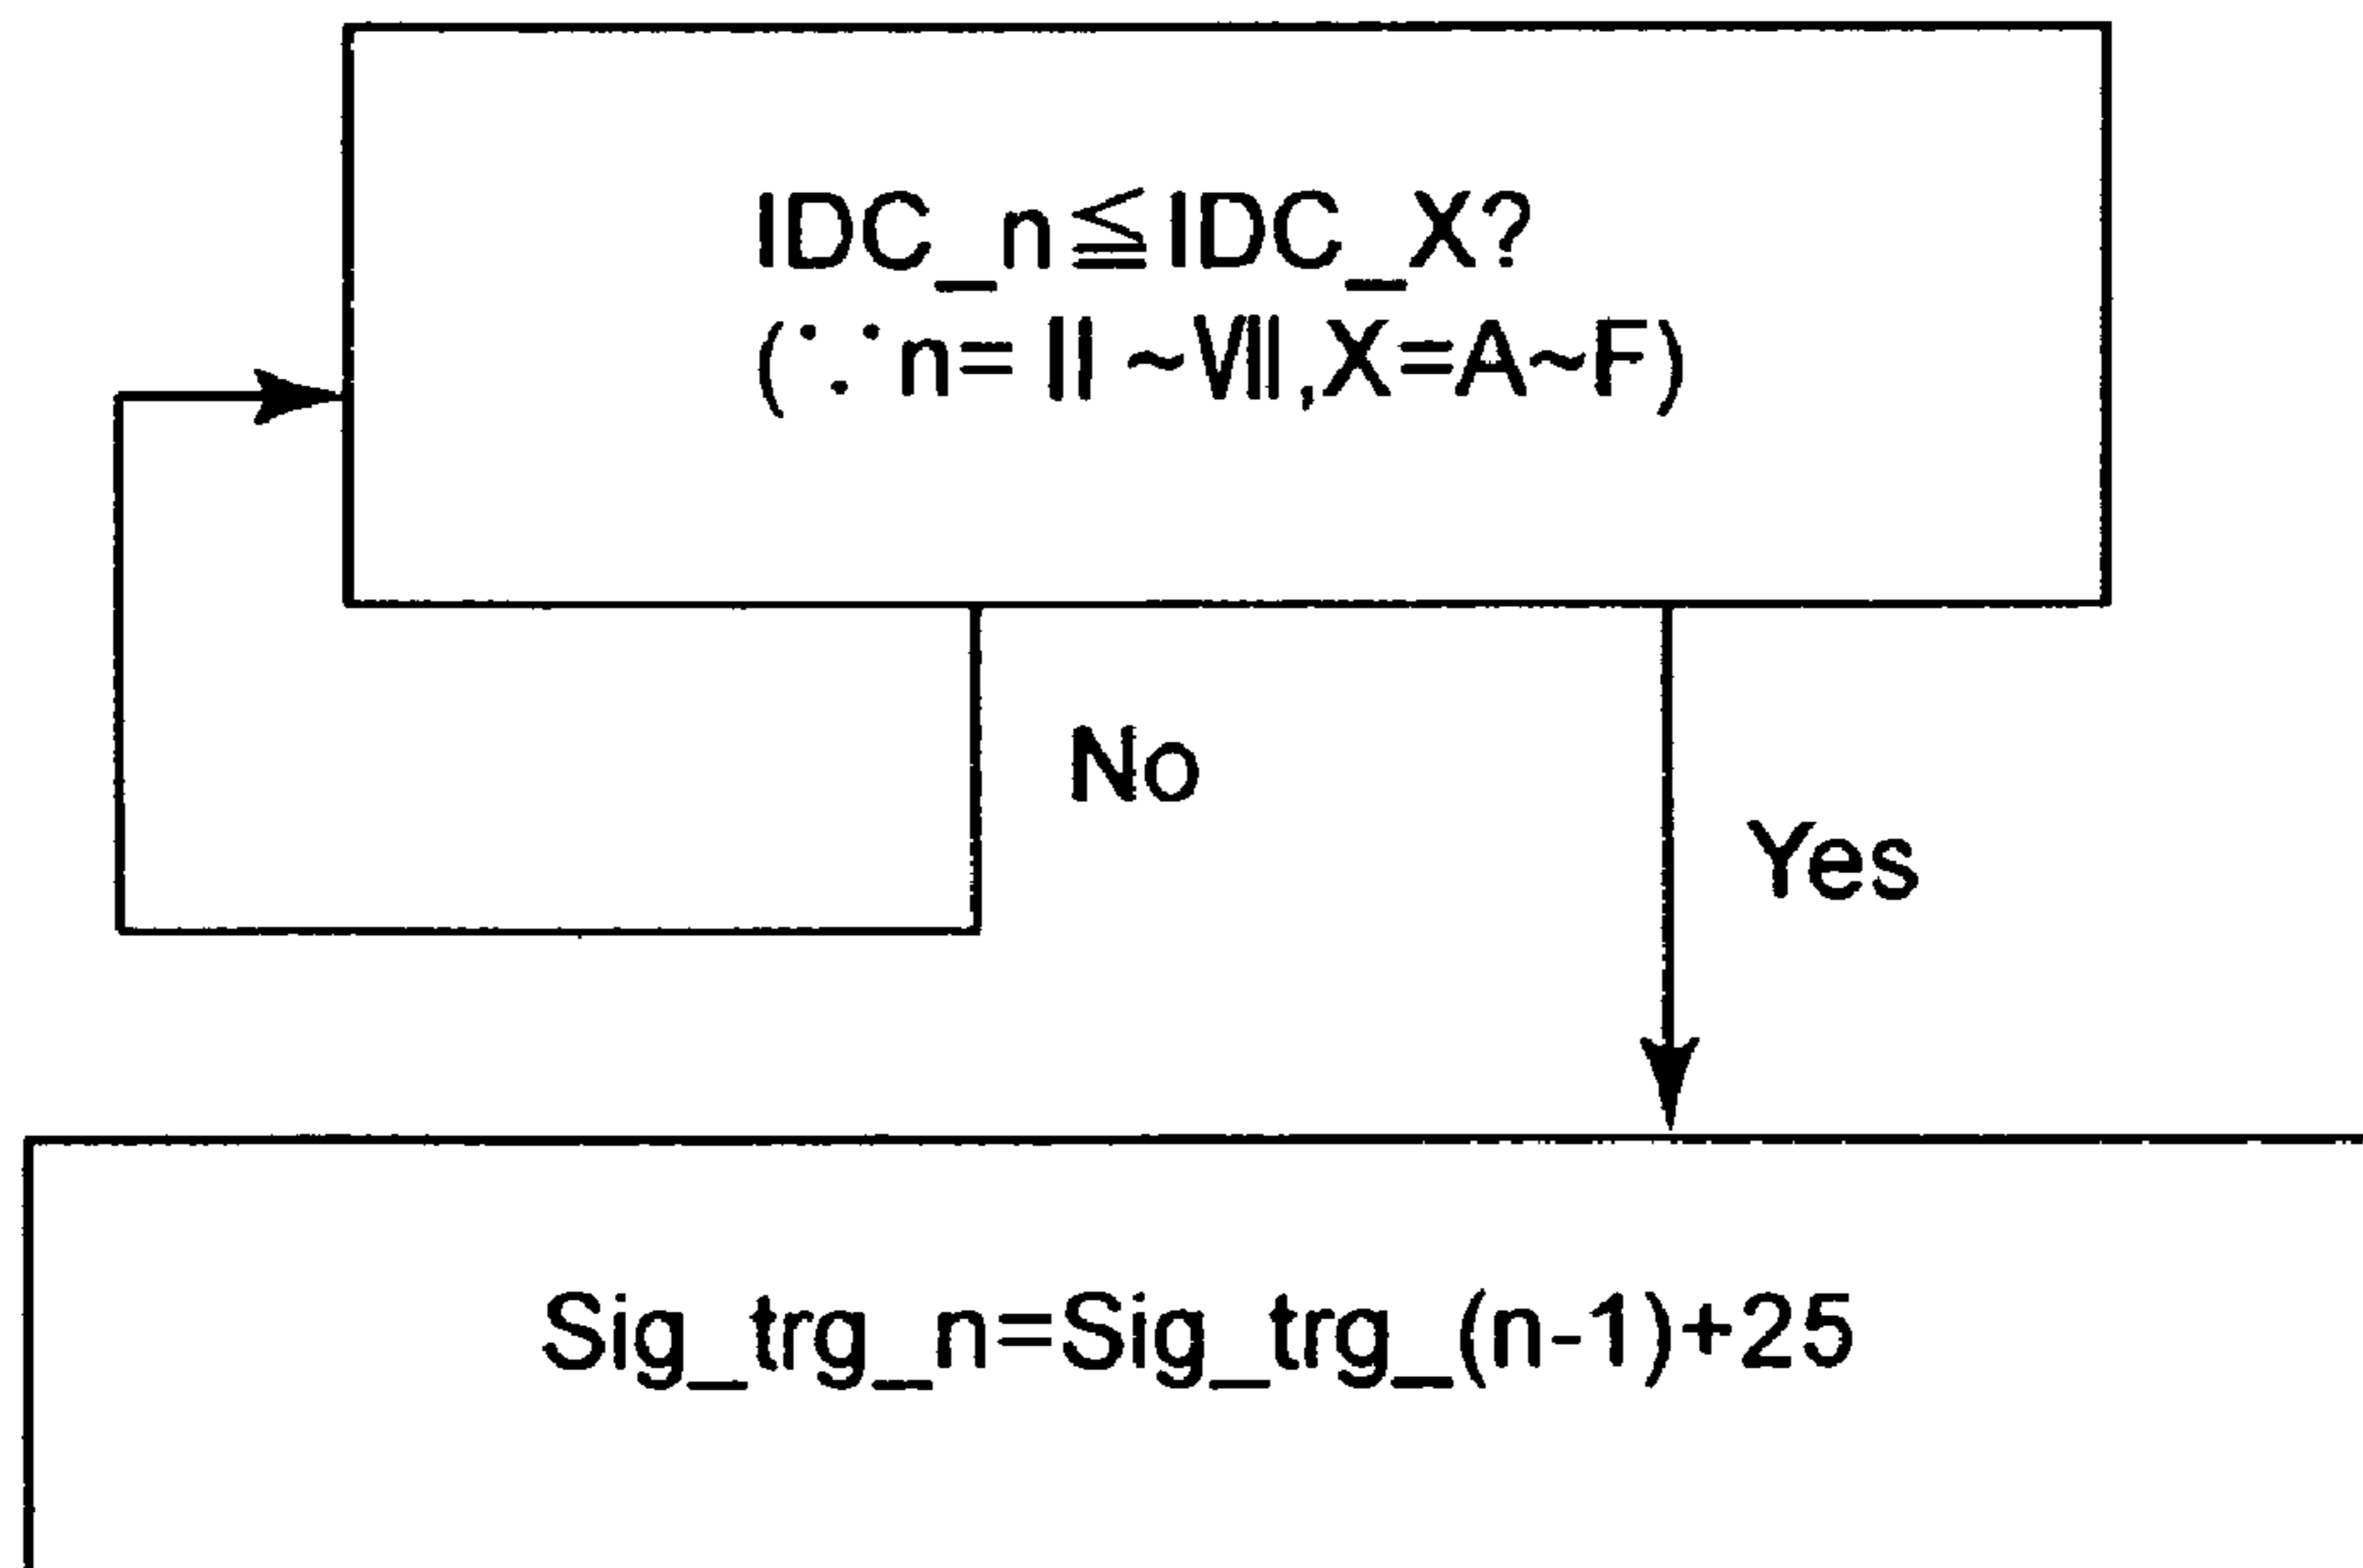 IDC_n≦IDC_X?
(∵n=Ⅱ~Ⅶ,X=A~F)
No
Yes
Sig_trg_n=Sig_trg_(n-1)+25